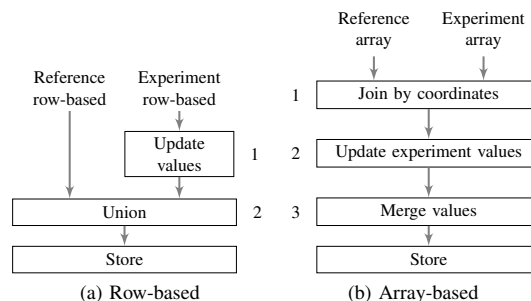 Reference
row-based
Experiment
row-based
Update
values
1
Union
2
Store
(a) Row-based
Reference
array
Experiment
array
1
Join by coordinates
2
Update experiment values
3
Merge values
Store
(b) Array-based